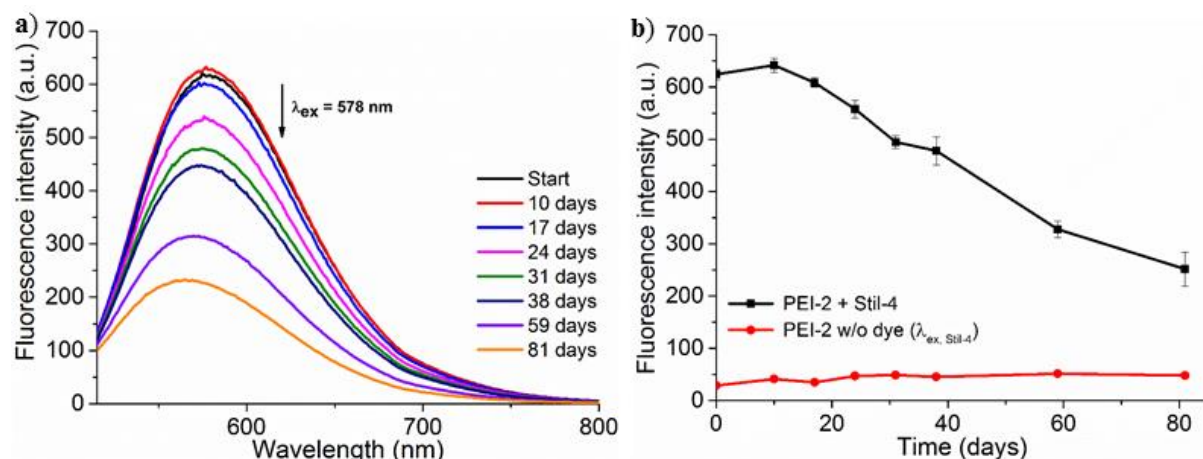 a)
700
600
500
400
300
200
100
0
Fluorescence intensity (a.u.)
λex = 578 nm
Start
10 days
17 days
24 days
31 days
38 days
59 days
81 days
600
700
800
Wavelength (nm)
b)
700
600
500
400
300
200
100
0
Fluorescence intensity (a.u.)
PEI-2 + Stil-4
PEI-2 w/o dye (λex, Stil-4)
0
20
40
60
80
Time (days)